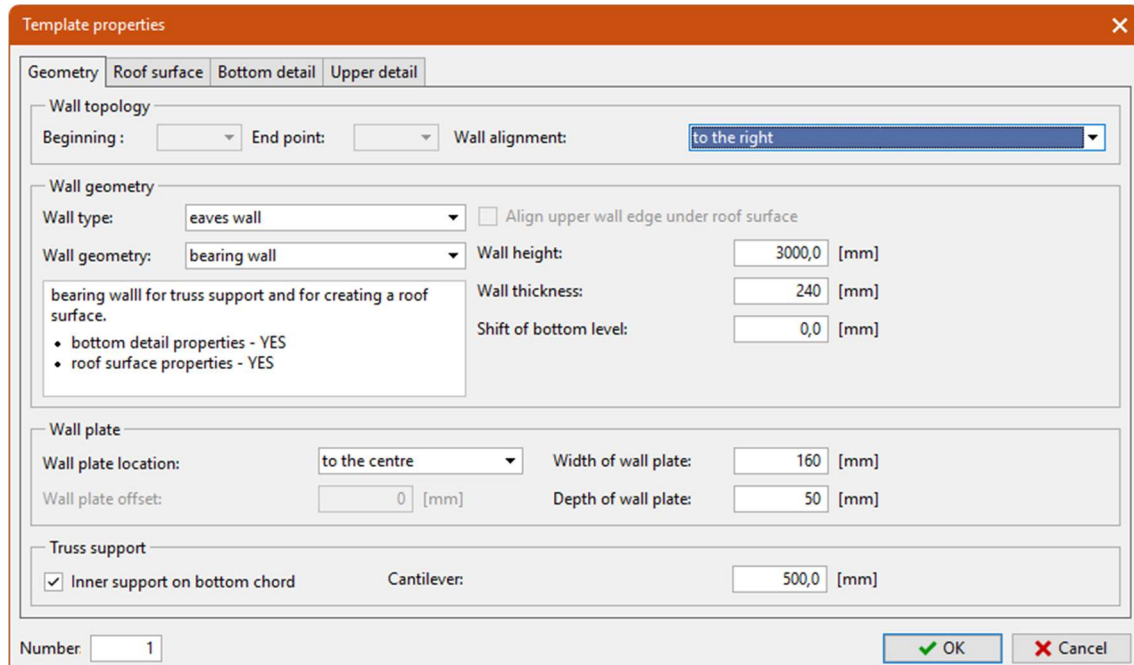 Template properties
Geometry Roof surface Bottom detail Upper detail
Wall topology
Beginning : End point: Wall alignment: to the right
Wall geometry
Wall type: eaves wall Align upper wall edge under roof surface
Wall geometry: bearing wall Wall height: 3000,0 [mm]
bearing walll for truss support and for creating a roof
surface.
• bottom detail properties - YES
• roof surface properties - YES
Wall thickness: 240 [mm]
Shift of bottom level: 0,0 [mm]
Wall plate
Wall plate location: to the centre Width of wall plate: 160 [mm]
Wall plate offset: 0 [mm] Depth of wall plate: 50 [mm]
Truss support
Inner support on bottom chord Cantilever: 500,0 [mm]
Number: 1 OK Cancel